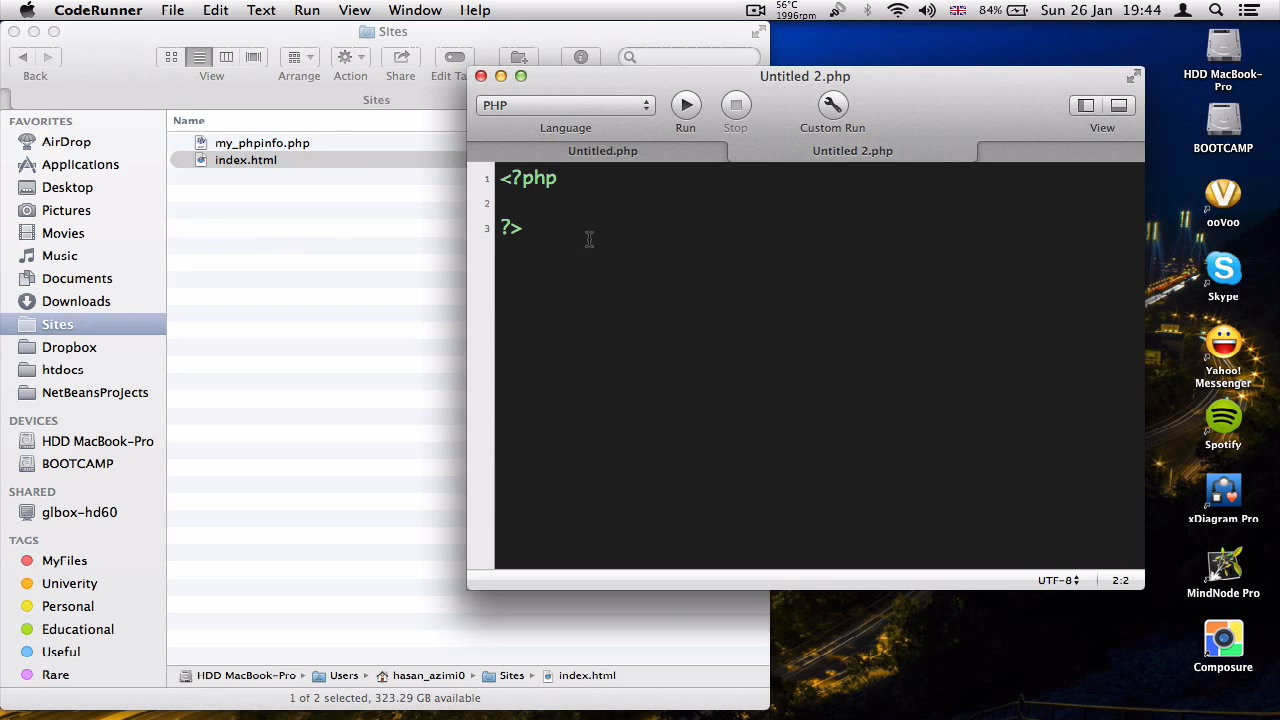 CodeRunner File Edit Text Run View Window Help 56°C 1996rpm 84% Sun 26 Jan 19:44
Sites
Back View Arrange Action Share Edit Ta
Sites
FAVORITES
AirDrop
Applications
Desktop
Pictures
Movies
Music
Documents
Downloads
Sites
Dropbox
htdocs
NetBeansProjects
DEVICES
HDD MacBook-Pro
BOOTCAMP
SHARED
glbox-hd60
TAGS
MyFiles
Univerity
Personal
Educational
Useful
Rare
Name
my_phpinfo.php
index.html
HDD MacBook-Pro Users hasan_azimi0 Sites index.html
1 of 2 selected, 323.29 GB available
Untitled 2.php
PHP
Language Run Stop Custom Run View
Untitled.php Untitled 2.php
1 <?php
2
3 ?>
UTF-8 2:2
HDD MacBook-
Pro
BOOTCAMP
ooVoo
Skype
Yahoo!
Messenger
Spotify
xDiagram Pro
MindNode Pro
Composure